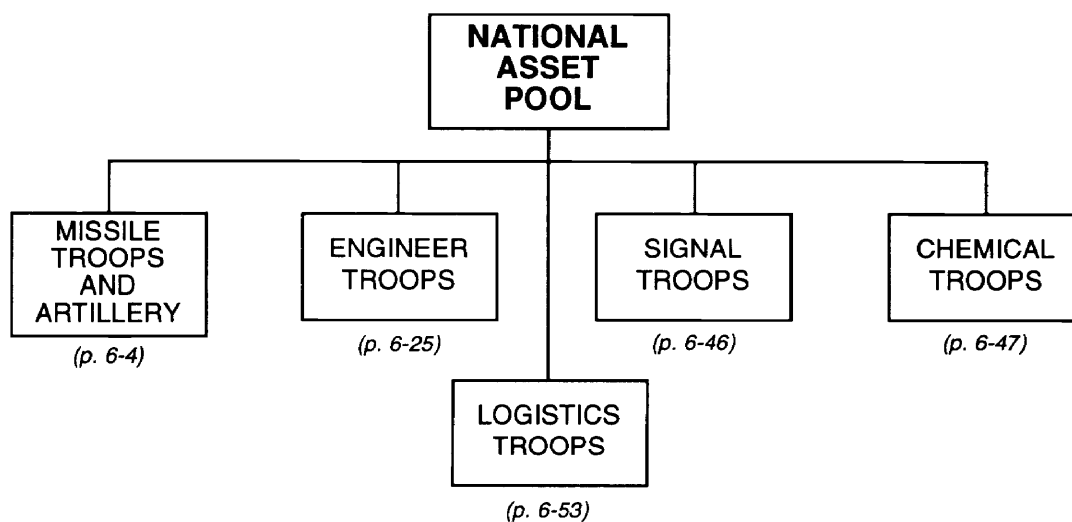 NATIONAL
ASSET
POOL
MISSILE
TROOPS
AND
ARTILLERY
(p. 6-4)
ENGINEER
TROOPS
(p. 6-25)
SIGNAL
TROOPS
(p. 6-46)
CHEMICAL
TROOPS
(p. 6-47)
LOGISTICS
TROOPS
(p. 6-53)